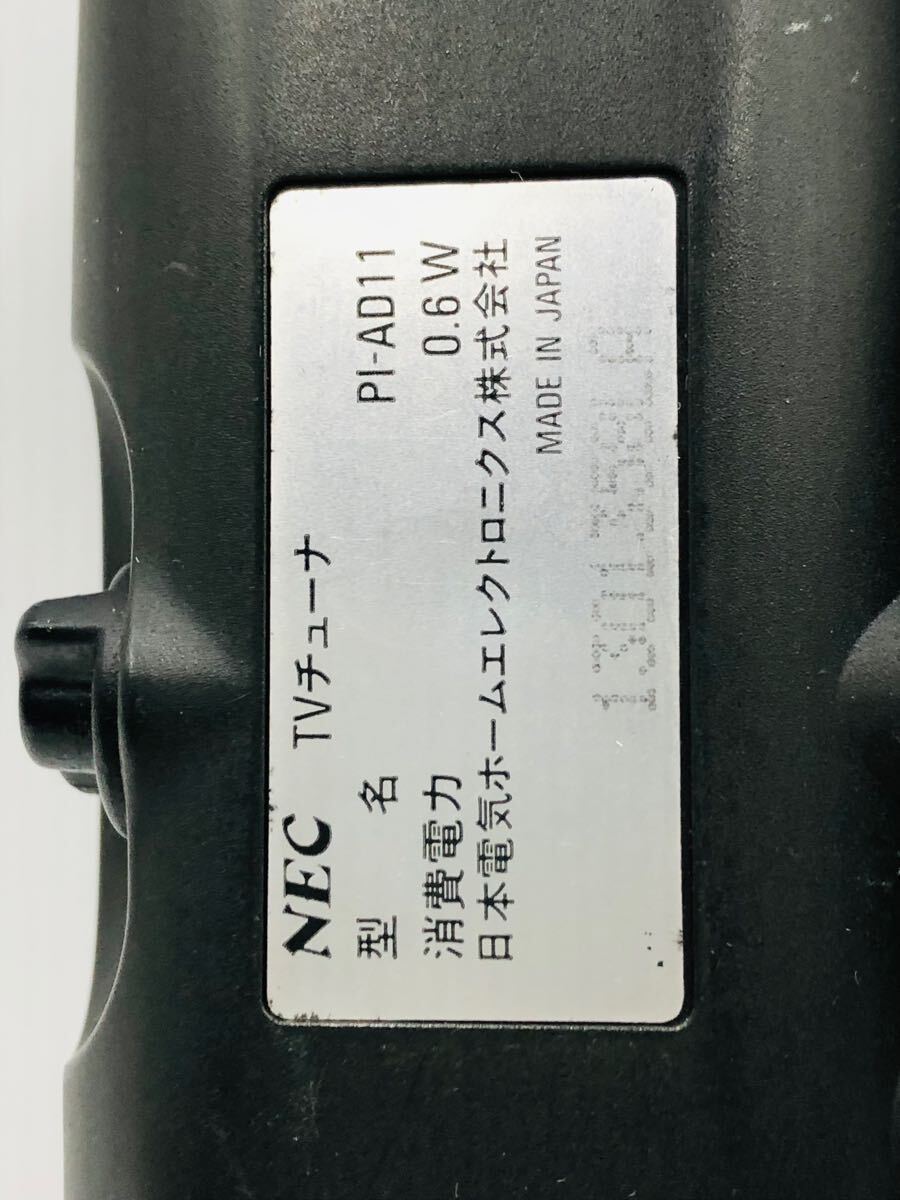 NEC TVチューナ
型名 PI-AD11
消費電力 0.6W
日本電気ホームエレクトロニクス株式会社
MADE IN JAPAN